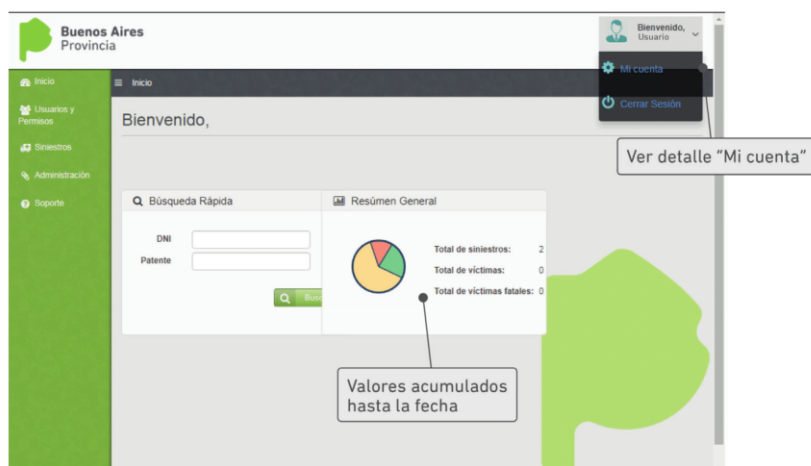 Buenos Aires
Provincia
Bienvenido,
Usuario
Mi cuenta
Cerrar Sesión
Inicio
Usuarios y
Permisos
Siniestros
Administración
Soporte
Inicio
Bienvenido,
Ver detalle "Mi cuenta"
Búsqueda Rápida
DNI
Patente
Resúmen General
Total de siniestros: 2
Total de víctimas: 0
Total de víctimas fatales: 0
Valores acumulados
hasta la fecha